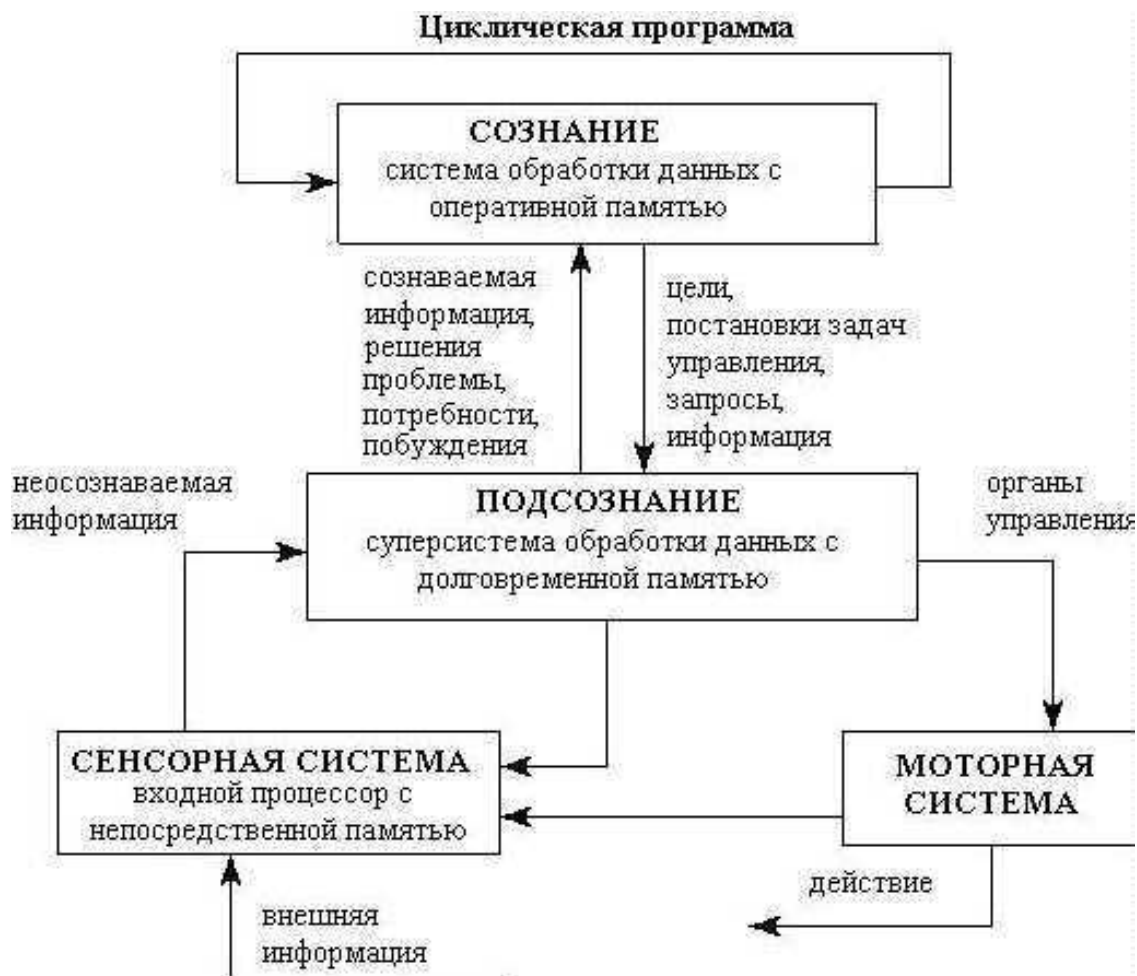 Циклическая программа
СОЗНАНИЕ
система обработки данных с
оперативной памятью
сознаваемая
информация,
решения
проблемы,
потребности,
побуждения
цели,
постановки задач
управления,
запросы,
информация
неосознаваемая
информация
ПОДСОЗНАНИЕ
суперсистема обработки данных с
долговременной памятью
органы
управления
СЕНСОРНАЯ СИСТЕМА
входной процессор с
непосредственной памятью
МОТОРНАЯ
СИСТЕМА
действие
внешняя
информация